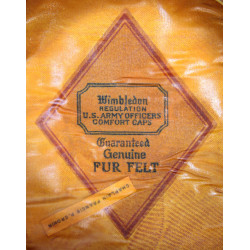 Wimbledon
REGULATION
U.S. ARMY OFFICERS
COMFORT CAPS
Guaranteed
Genuine
FUR FELT